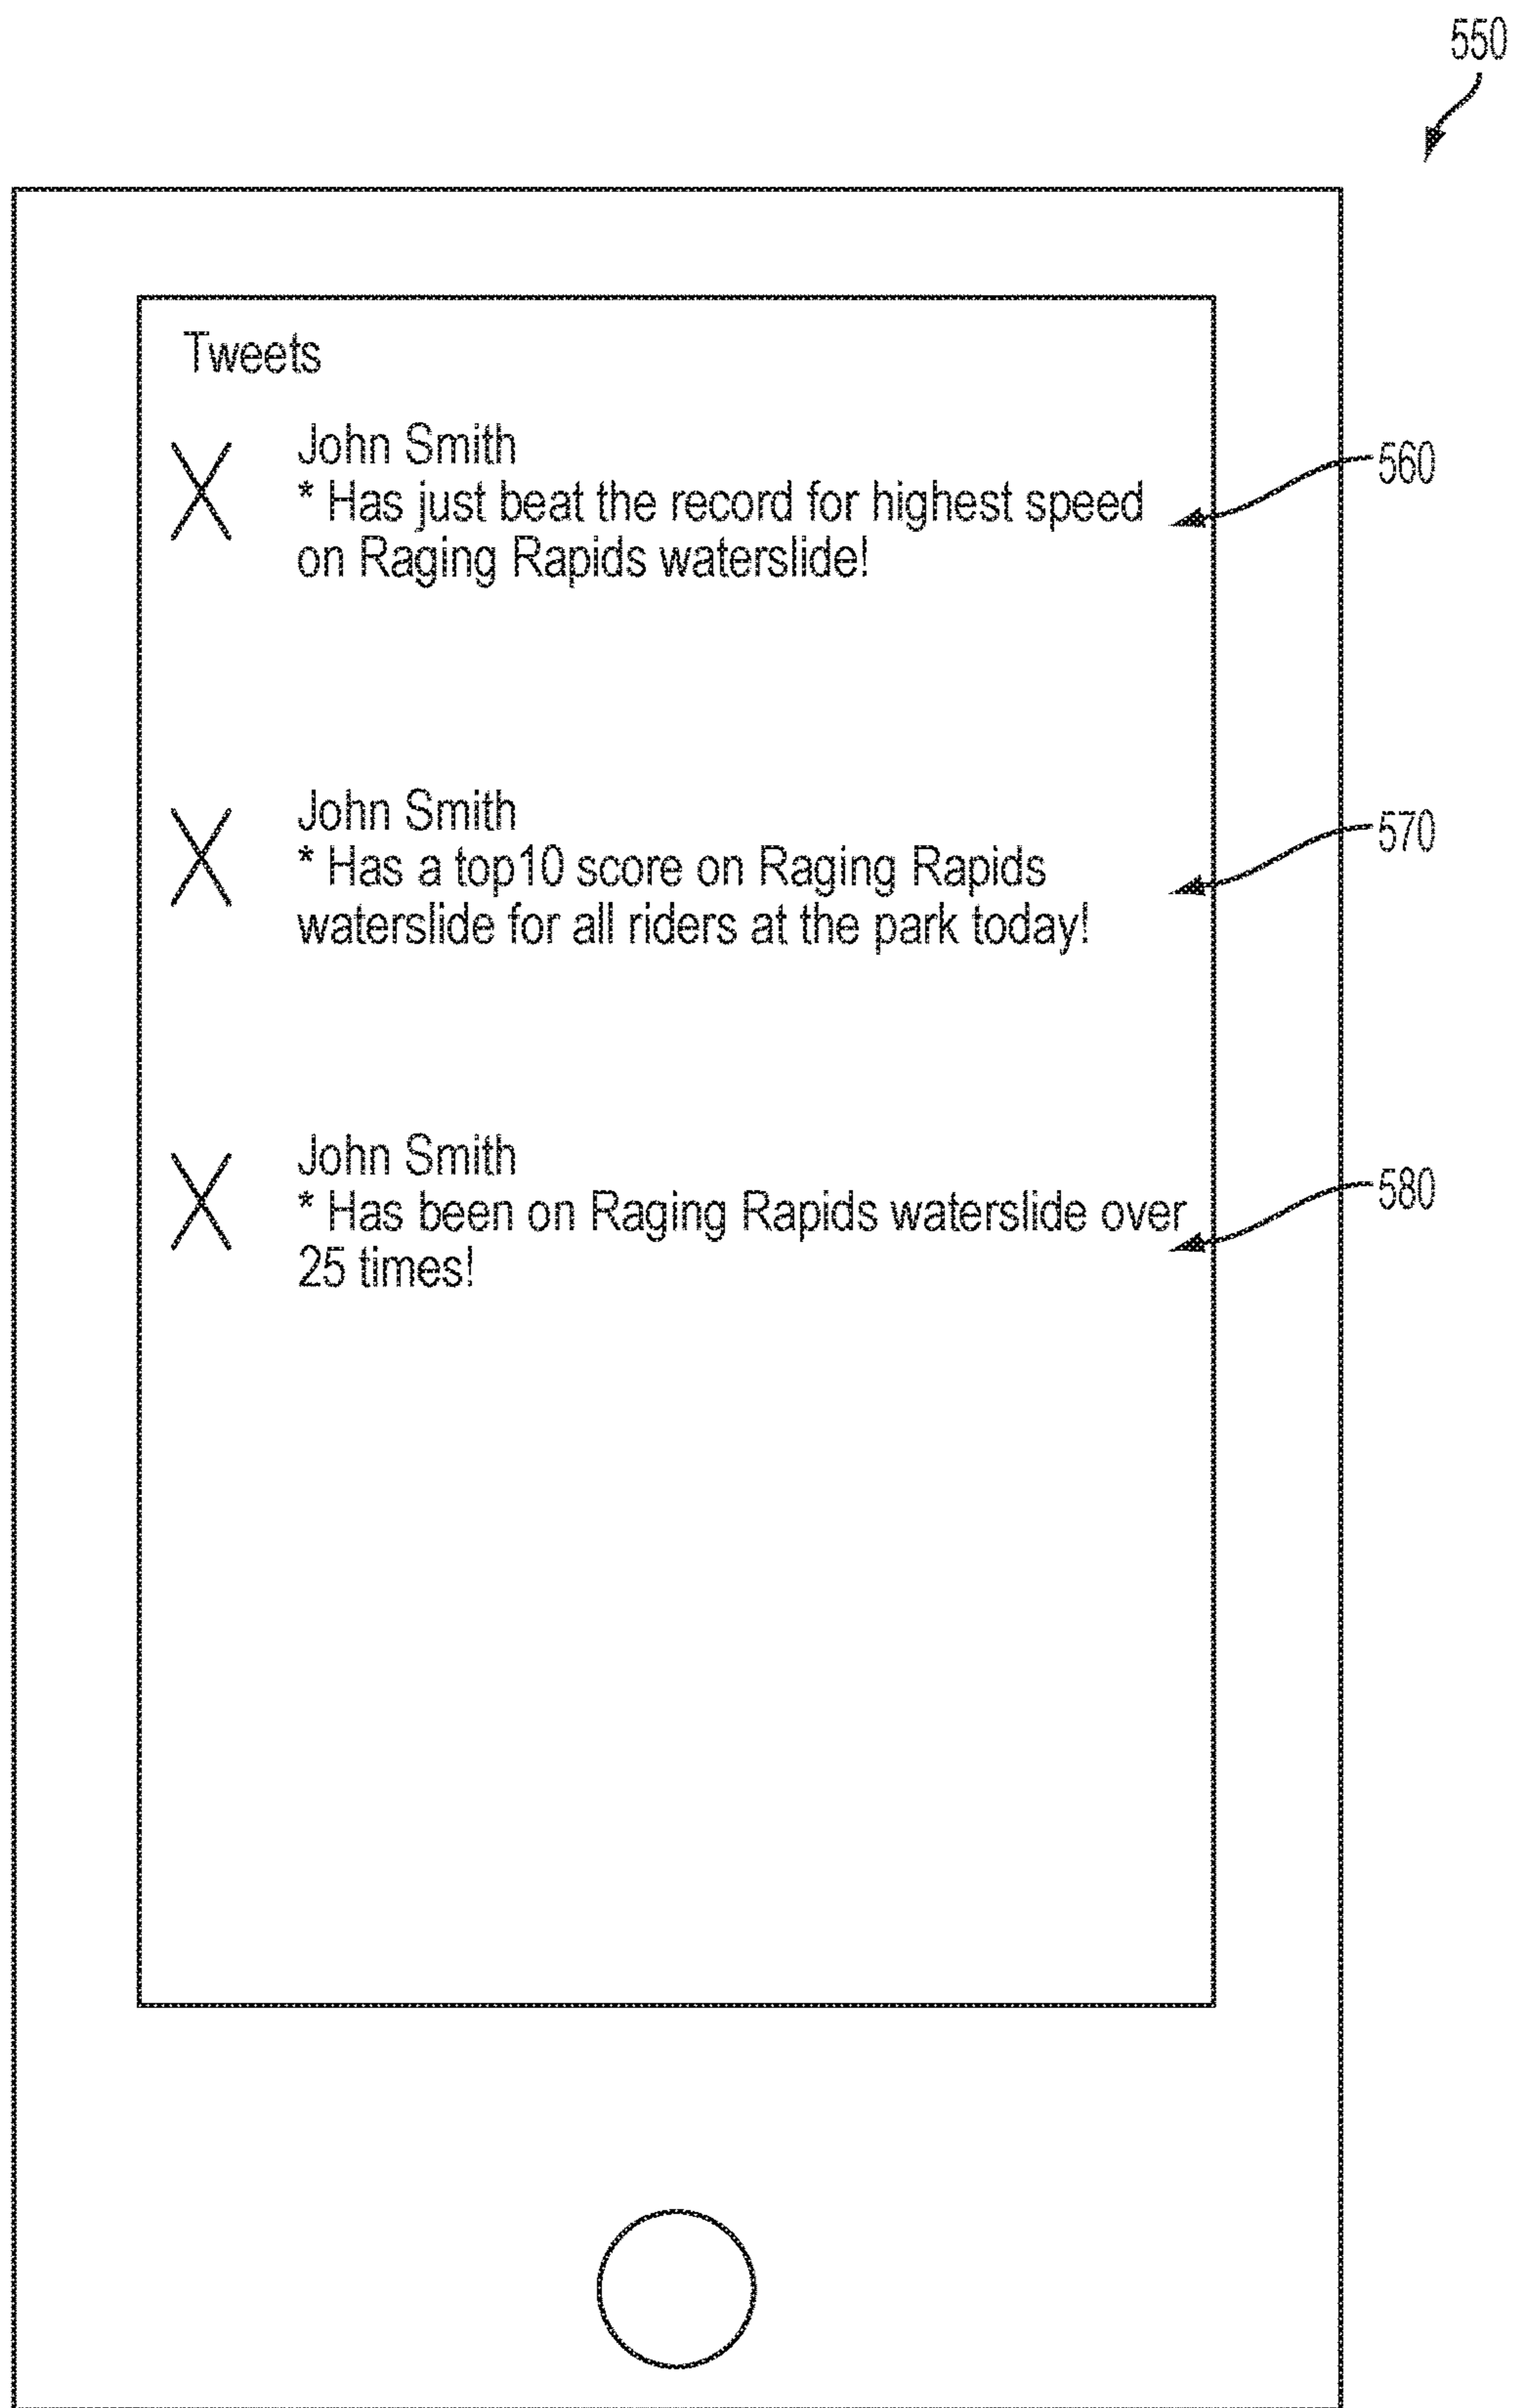 550
Tweets
John Smith
* Has just beat the record for highest speed
on Raging Rapids waterslide!
560
John Smith
* Has a top10 score on Raging Rapids
waterslide for all riders at the park today!
570
John Smith
* Has been on Raging Rapids waterslide over
25 times!
580